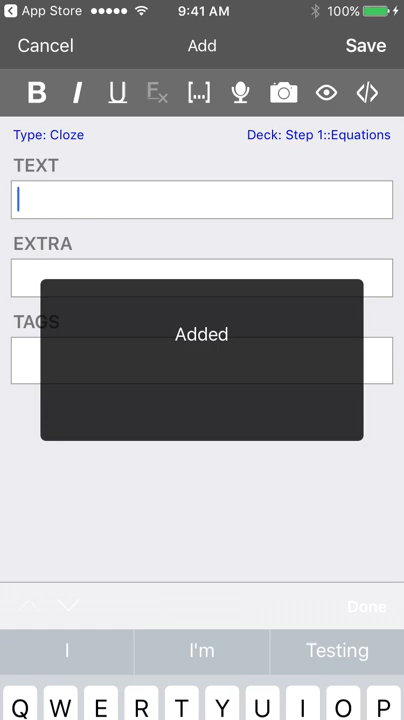 App Store 9:41 AM 100%
Cancel Add Save
B I U Fx [...] </>
Type: Cloze Deck: Step 1::Equations
TEXT
EXTRA
TAGS
Added
Done
I I'm Testing
Q W E R T Y U I O P